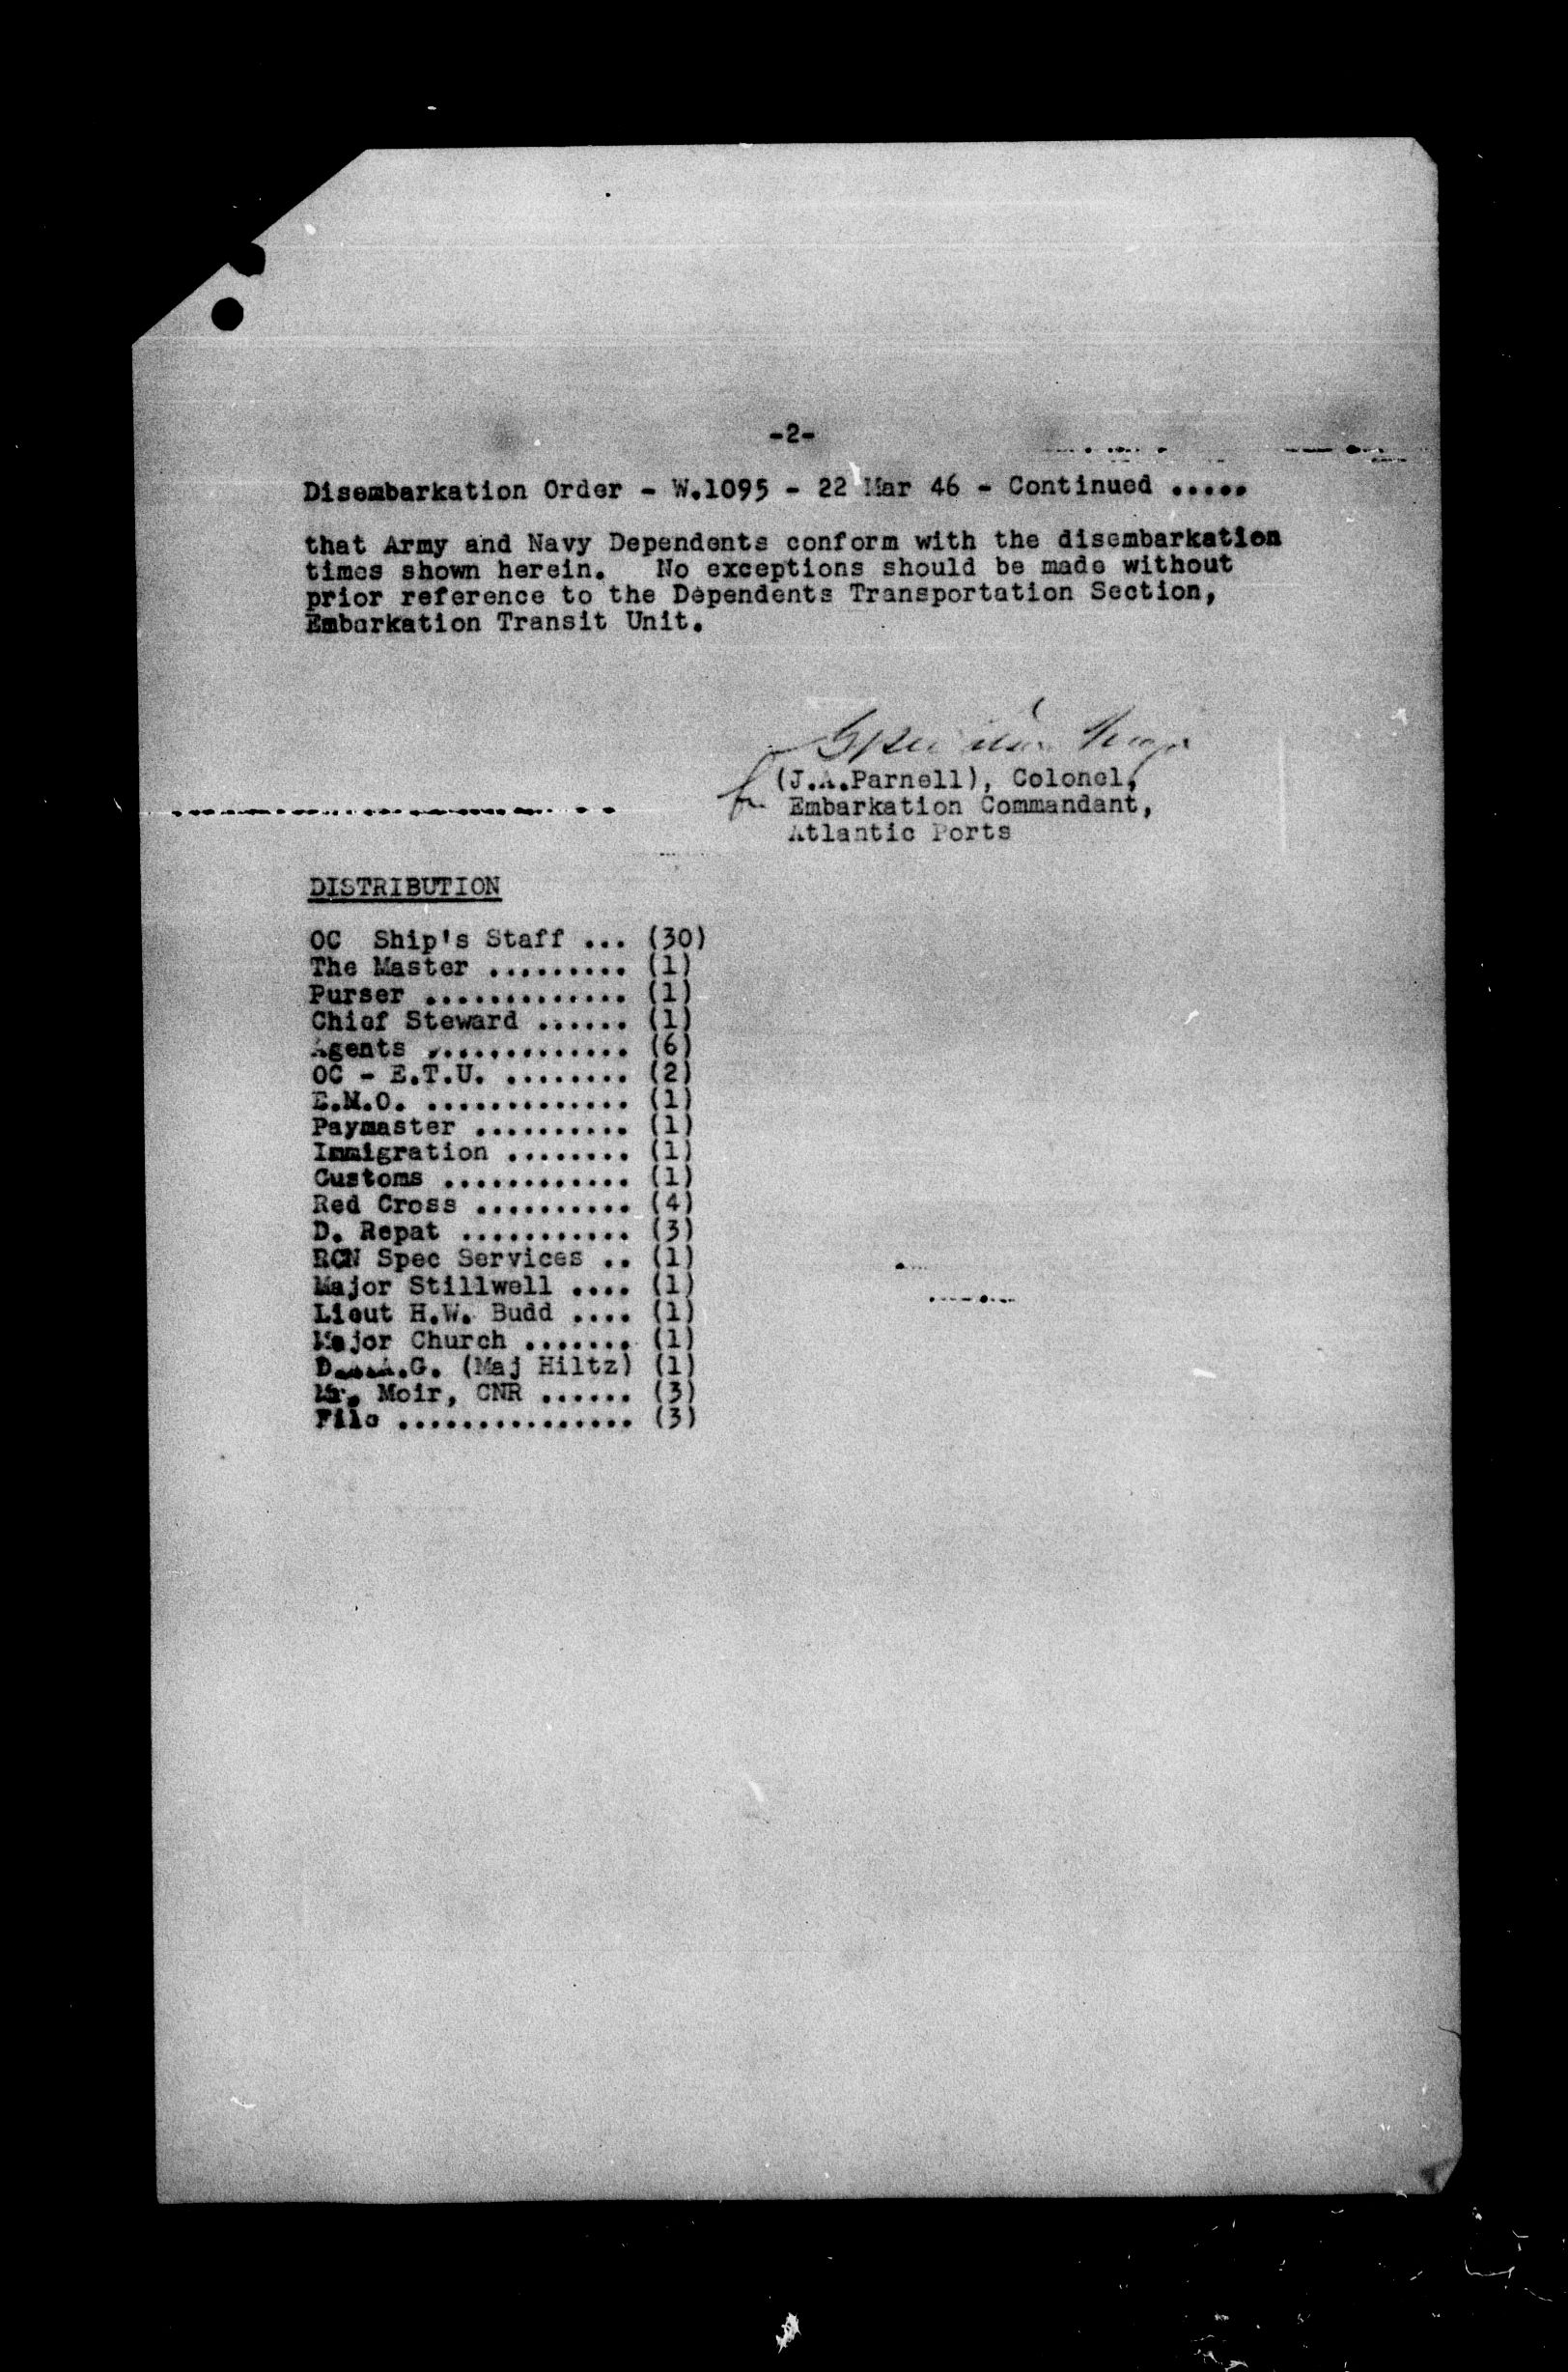 -2-
Disembarkation Order - W.1095 - 22 Mar 46 - Continued .....
that Army and Navy Dependents conform with the disembarkation
times shown herein. No exceptions should be made without
prior reference to the Dependents Transportation Section,
Embarkation Transit Unit.
for
(J.A.Parnell), Colonel,
Embarkation Commandant,
Atlantic Ports
DISTRIBUTION
OC Ship's Staff ... (30)
The Master ......... (1)
Purser ............. (1)
Chief Steward ...... (1)
Agents ............. (6)
OC - E.T.U. ........ (2)
E.M.O. ............. (1)
Paymaster .......... (1)
Immigration ........ (1)
Customs ............ (1)
Red Cross .......... (4)
D. Repat ........... (3)
RCN Spec Services .. (1)
Major Stillwell .... (1)
Lieut H.W. Budd .... (1)
Major Church ....... (1)
(Maj Hiltz) (1)
Mr. Moir, CNR ...... (3)
File ............... (3)